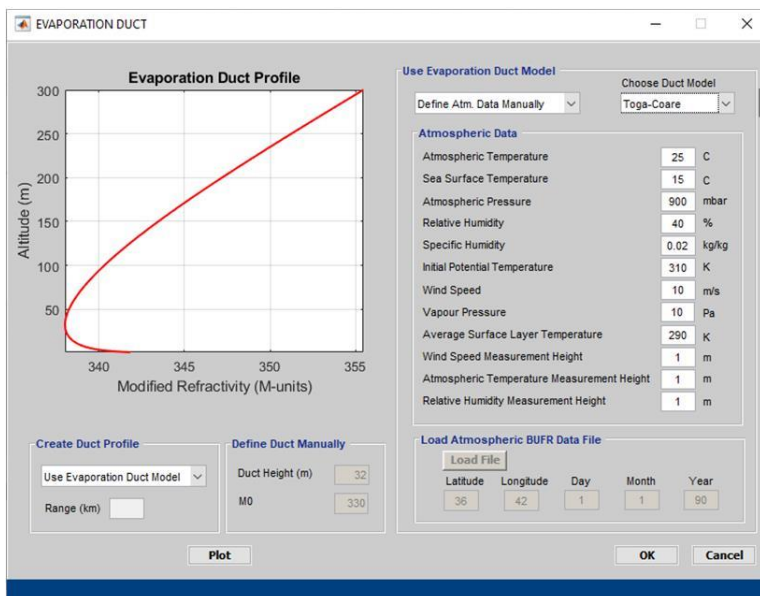 EVAPORATION DUCT
Evaporation Duct Profile
300
250
200
150
100
50
Altitude (m)
340 345 350 355
Modified Refractivity (M-units)
Use Evaporation Duct Model
Choose Duct Model
Define Atm. Data Manually
Toga-Coare
Atmospheric Data
Atmospheric Temperature 25 C
Sea Surface Temperature 15 C
Atmospheric Pressure 900 mbar
Relative Humidity 40 %
Specific Humidity 0.02 kg/kg
Initial Potential Temperature 310 K
Wind Speed 10 m/s
Vapour Pressure 10 Pa
Average Surface Layer Temperature 290 K
Wind Speed Measurement Height 1 m
Atmospheric Temperature Measurement Height 1 m
Relative Humidity Measurement Height 1 m
Create Duct Profile
Use Evaporation Duct Model
Range (km)
Define Duct Manually
Duct Height (m) 32
M0 330
Load Atmospheric BUFR Data File
Load File
Latitude Longitude Day Month Year
36 42 1 1 90
Plot
OK Cancel